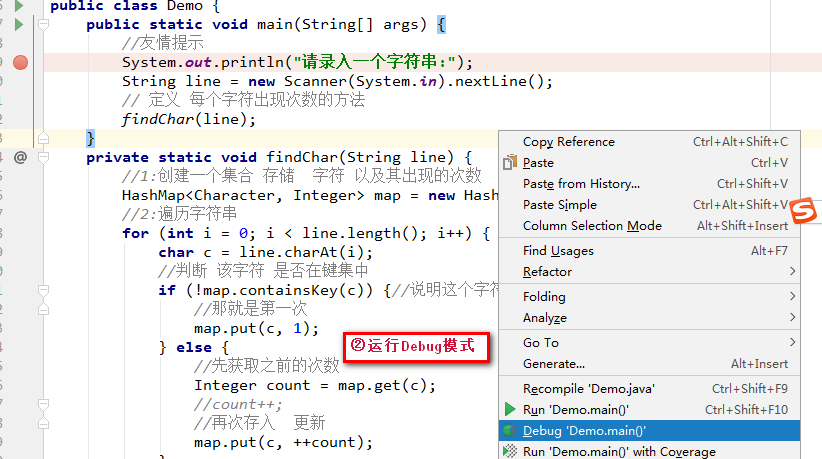 public class Demo {
public static void main(String[] args) {
//友情提示
System.out.println("请录入一个字符串:");
String line = new Scanner(System.in).nextLine();
// 定义 每个字符出现次数的方法
findChar(line);
}
private static void findChar(String line) {
//1:创建一个集合 存储 字符 以及其出现的次数
HashMap<Character, Integer> map = new Hash
//2:遍历字符串
for (int i = 0; i < line.length(); i++) {
char c = line.charAt(i);
//判断 该字符 是否在键集中
if (!map.containsKey(c)) {//说明这个字符
//那就是第一次
map.put(c, 1);
} else {
//先获取之前的次数
Integer count = map.get(c);
//count++;
//再次存入 更新
map.put(c, ++count);
②运行Debug模式
Copy Reference Ctrl+Alt+Shift+C
Paste Ctrl+V
Paste from History... Ctrl+Shift+V
Paste Simple Ctrl+Alt+Shift+V
Column Selection Mode Alt+Shift+Insert
Find Usages Alt+F7
Refactor
Folding
Analyze
Go To
Generate... Alt+Insert
Recompile 'Demo.java' Ctrl+Shift+F9
Run 'Demo.main()' Ctrl+Shift+F10
Debug 'Demo.main()'
Run 'Demo.main()' with Coverage